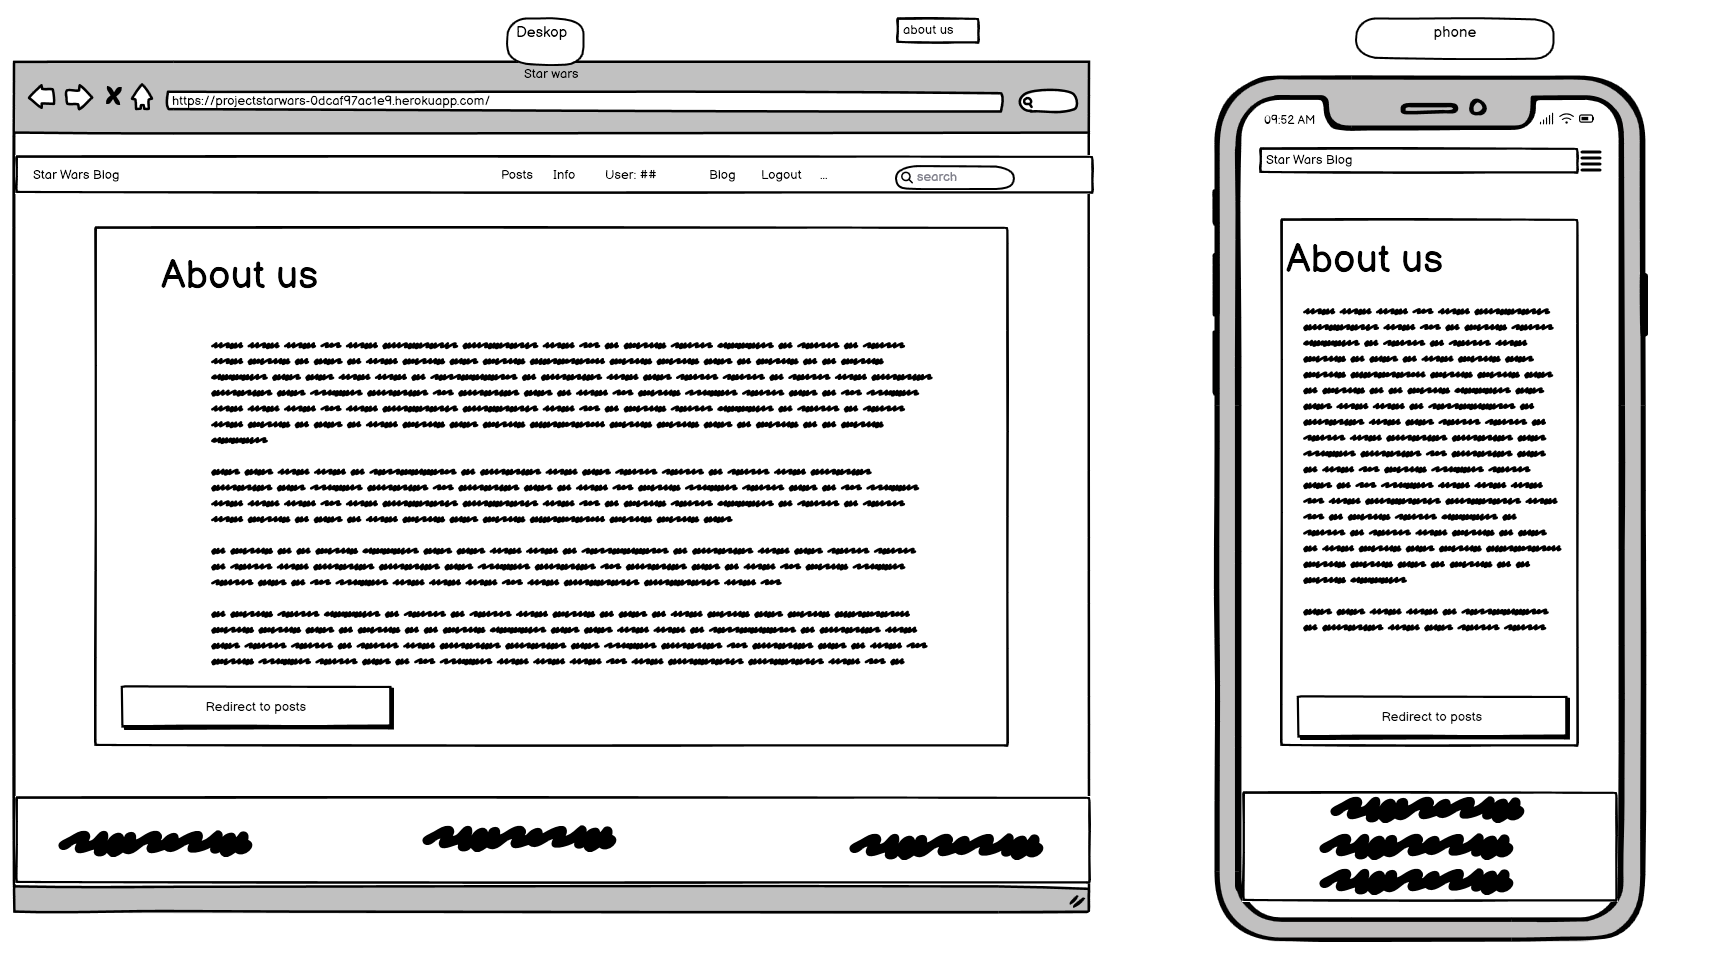 Deskop
about us
phone
Star wars
https://projectstarwars-0dcaf97ac1e9.herokuapp.com/
Star Wars Blog Posts Info User: ## Blog Logout ... search
About us
Redirect to posts
09:52 AM
Star Wars Blog
About us
Redirect to posts